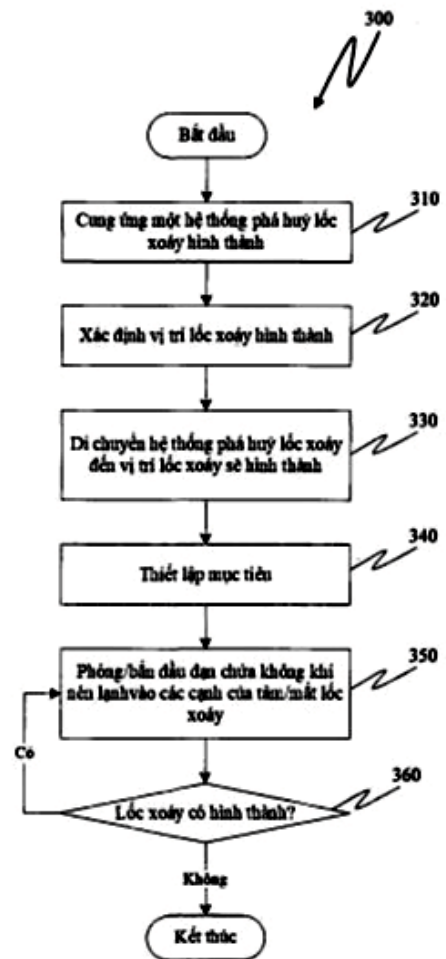 300
Bắt đầu
310
Cung ứng một hệ thống phá huỷ lốc
xoáy hình thành
320
Xác định vị trí lốc xoáy hình thành
330
Di chuyển hệ thống phá huỷ lốc xoáy
đến vị trí lốc xoáy sẽ hình thành
340
Thiết lập mục tiêu
350
Phóng/bắn đầu đạn chứa không khí
nén lạnhvào các cạnh của tâm/mắt lốc
xoáy
Có
360
Lốc xoáy có hình thành?
Không
Kết thúc